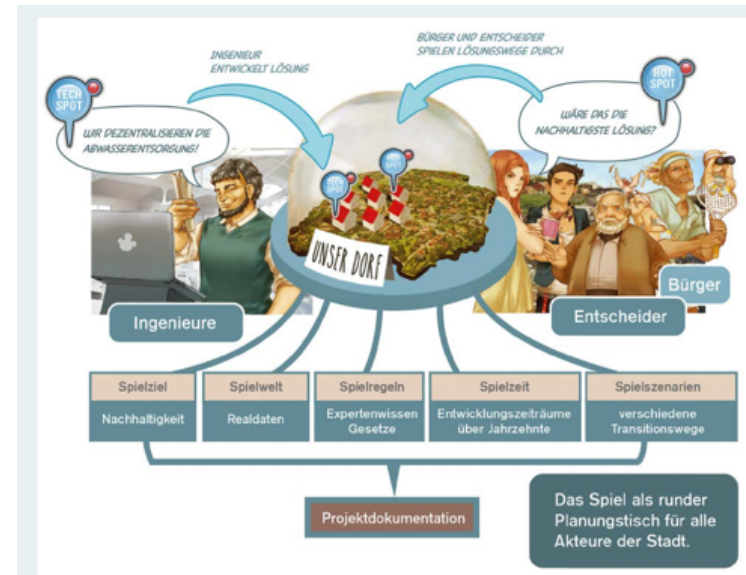 INGENIEUR
ENTWICKELT LÖSUNG
BÜRGER UND ENTSCHEIDER
SPIELEN LÖSUNGSWEGE DURCH
TECH
SPOT
HOT
SPOT
WIR DEZENTRALISIEREN DIE
ABWASSERENTSORGUNG!
WÄRE DAS DIE
NACHHALTIGSTE LÖSUNG?
UNSER DORF
Ingenieure
Bürger
Entscheider
Spielziel
Nachhaltigkeit
Spielwelt
Realdaten
Spielregeln
Expertenwissen
Gesetze
Spielzeit
Entwicklungszeiträume
über Jahrzehnte
Spielszenarien
verschiedene
Transitionswege
Projektdokumentation
Das Spiel als runder
Planungstisch für alle
Akteure der Stadt.